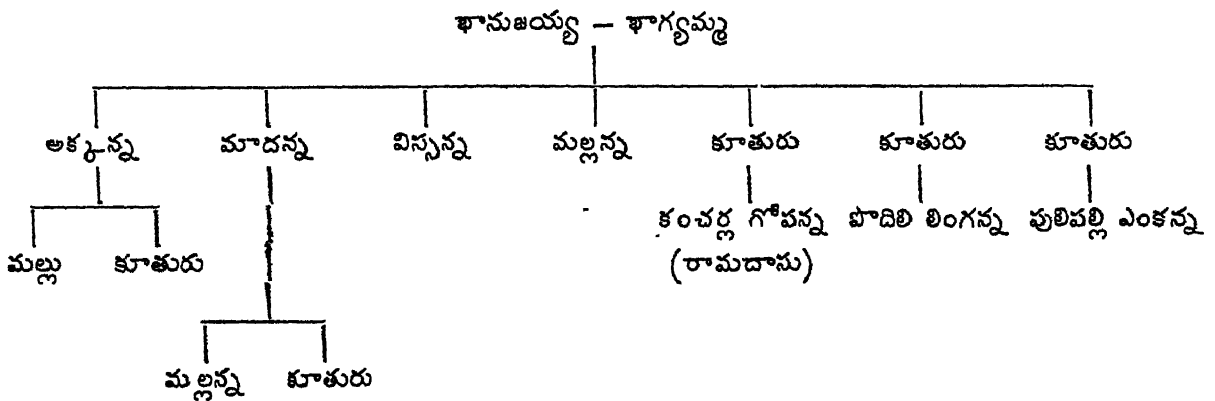 భానుజయ్య – భాగ్యమ్మ
అక్కన్న మాదన్న విస్సన్న మల్లన్న కూతురు కూతురు కూతురు
కంచర్ల గోపన్న పొదిలి లింగన్న పులిపల్లి ఎంకన్న
(రామదాసు)
మల్లు కూతురు
మల్లన్న కూతురు